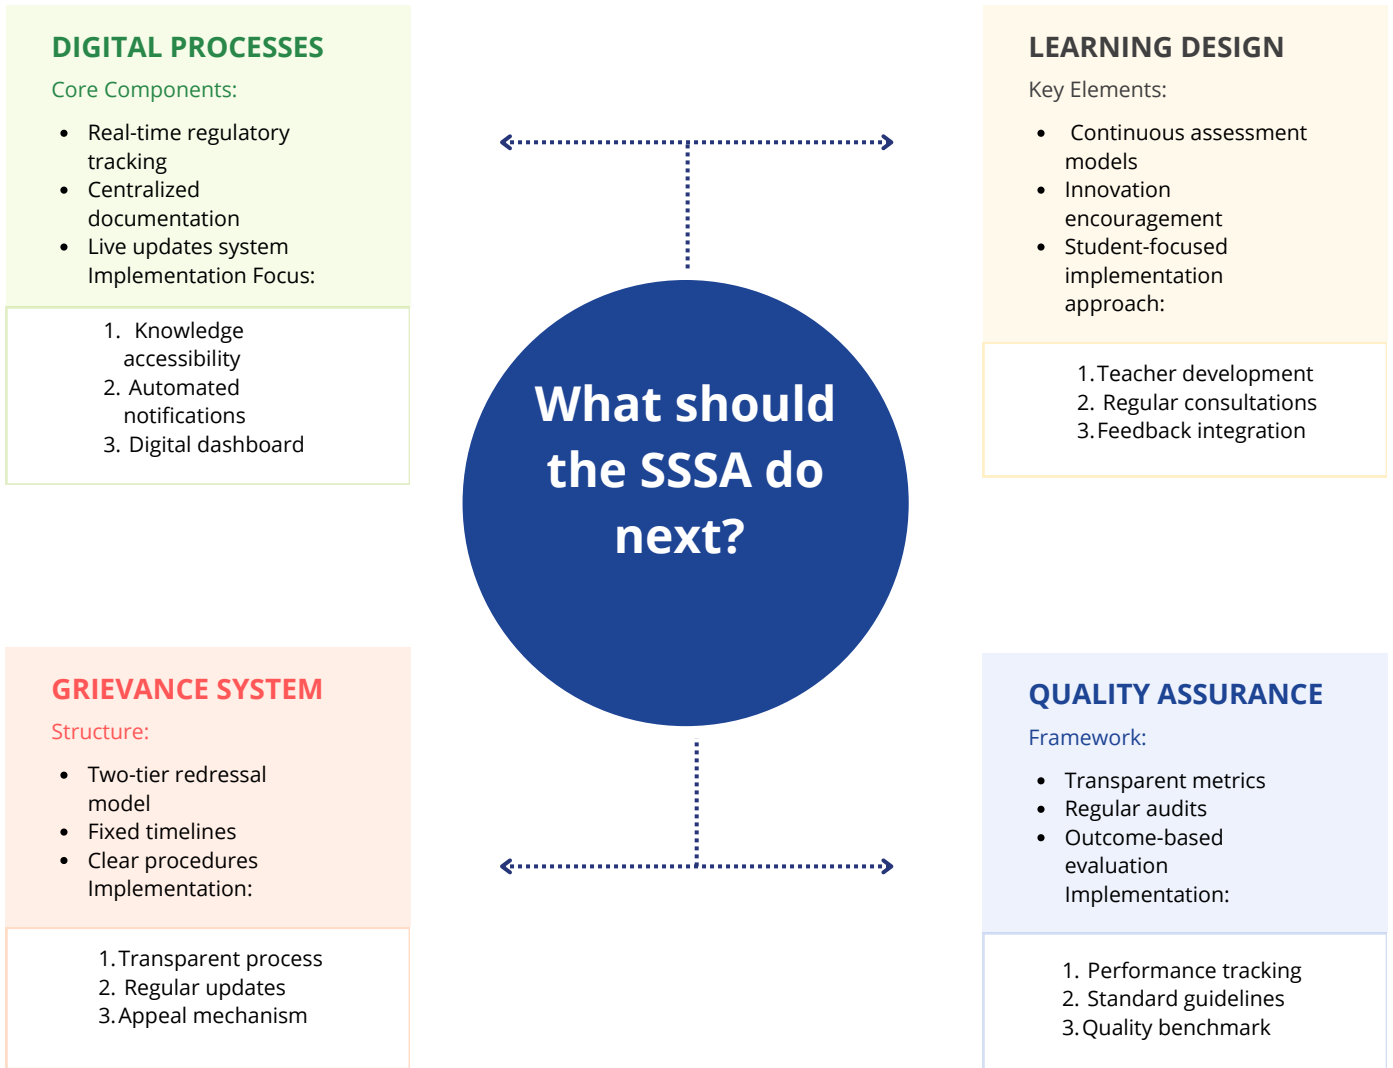 DIGITAL PROCESSES
Core Components:
• Real-time regulatory
tracking
• Centralized
documentation
• Live updates system
Implementation Focus:
1. Knowledge
accessibility
2. Automated
notifications
3. Digital dashboard
LEARNING DESIGN
Key Elements:
• Continuous assessment
models
• Innovation
encouragement
• Student-focused
implementation
approach:
1. Teacher development
2. Regular consultations
3. Feedback integration
What should
the SSSA do
next?
GRIEVANCE SYSTEM
Structure:
• Two-tier redressal
model
• Fixed timelines
• Clear procedures
Implementation:
1. Transparent process
2. Regular updates
3. Appeal mechanism
QUALITY ASSURANCE
Framework:
• Transparent metrics
• Regular audits
• Outcome-based
evaluation
Implementation:
1. Performance tracking
2. Standard guidelines
3. Quality benchmark